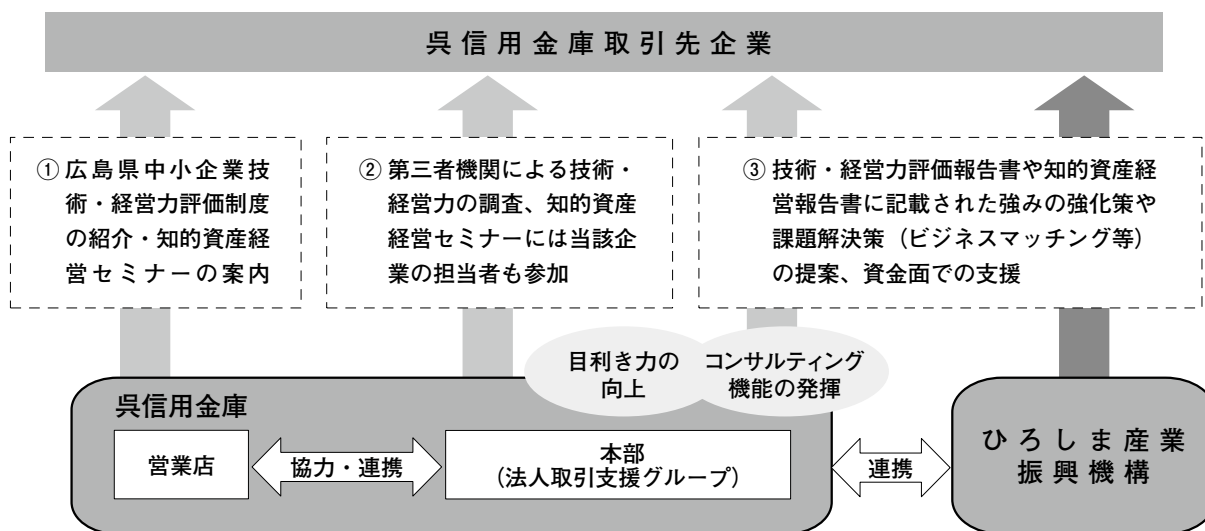 呉信用金庫取引先企業
① 広島県中小企業技
術・経営力評価制度
の紹介・知的資産経
営セミナーの案内
② 第三者機関による技術・
経営力の調査、知的資産
経営セミナーには当該企
業の担当者も参加
③ 技術・経営力評価報告書や知的資産経
営報告書に記載された強みの強化策や
課題解決策（ビジネスマッチング等）
の提案、資金面での支援
目利き力の
向上
コンサルティング
機能の発揮
呉信用金庫
営業店
協力・連携
本部
（法人取引支援グループ）
連携
ひろしま産業
振興機構